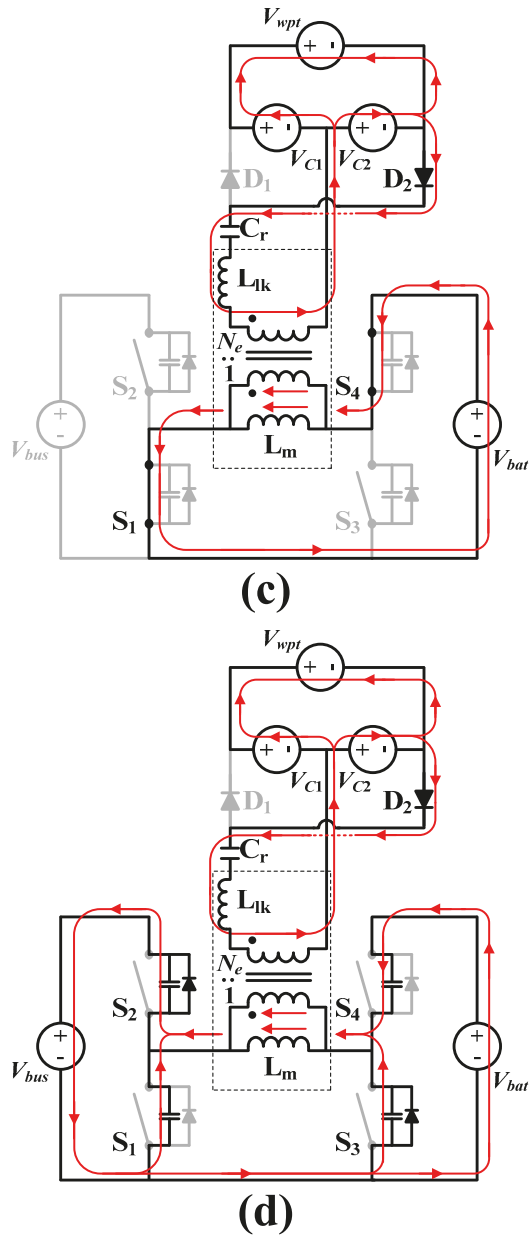 Vwpt
+ -
+ - + -
VC1 VC2
D1 D2
Cr
Llk
Ne
:
1
S2 S4
+
-
Vbus
+
-
Vbat
Lm
S1 S3
(c)
Vwpt
+ -
+ - + -
VC1 VC2
D1 D2
Cr
Llk
Ne
:
1
S2 S4
+
-
Vbus
+
-
Vbat
Lm
S1 S3
(d)